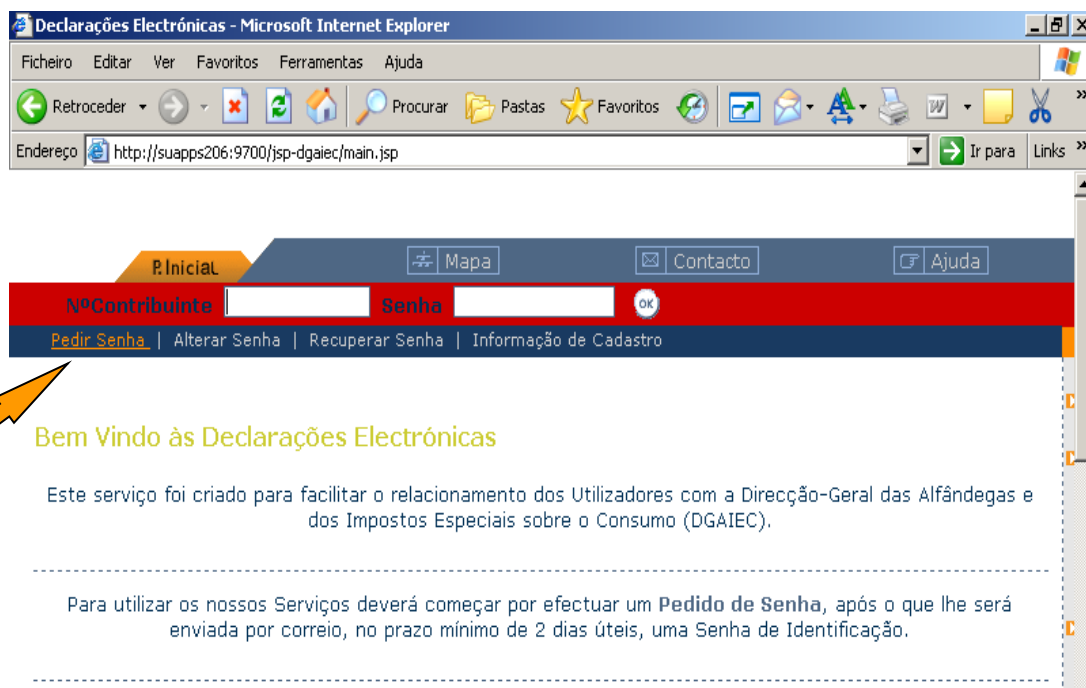 Declarações Electrónicas - Microsoft Internet Explorer
Ficheiro Editar Ver Favoritos Ferramentas Ajuda
Retroceder Procurar Pastas Favoritos
Endereço http://suapps206:9700/jsp-dgaiec/main.jsp Ir para Links
P.Inicial Mapa Contacto Ajuda
NºContribuinte Senha OK
Pedir Senha | Alterar Senha | Recuperar Senha | Informação de Cadastro
Bem Vindo às Declarações Electrónicas
Este serviço foi criado para facilitar o relacionamento dos Utilizadores com a Direcção-Geral das Alfândegas e
dos Impostos Especiais sobre o Consumo (DGAIEC).
Para utilizar os nossos Serviços deverá começar por efectuar um Pedido de Senha, após o que lhe será
enviada por correio, no prazo mínimo de 2 dias úteis, uma Senha de Identificação.